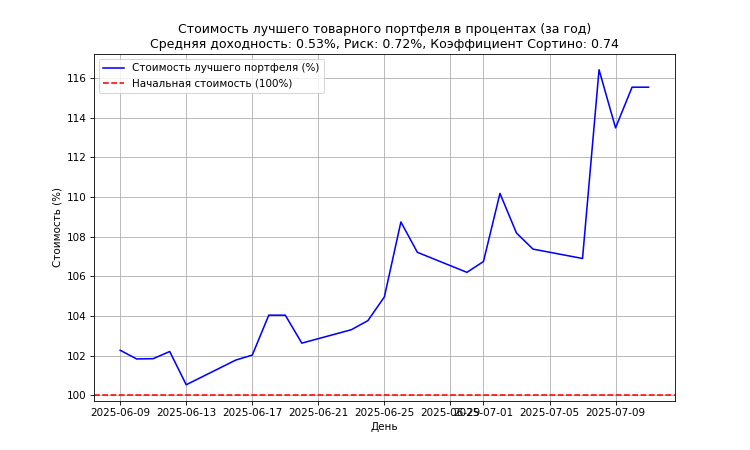 Стоимость лучшего товарного портфеля в процентах (за год)
Средняя доходность: 0.53%, Риск: 0.72%, Коэффициент Сортино: 0.74
Стоимость лучшего портфеля (%)
Начальная стоимость (100%)
Стоимость (%)
116
114
112
110
108
106
104
102
100
2025-06-09 2025-06-13 2025-06-17 2025-06-21 2025-06-25 2025-06-29 2025-07-01 2025-07-05 2025-07-09
День